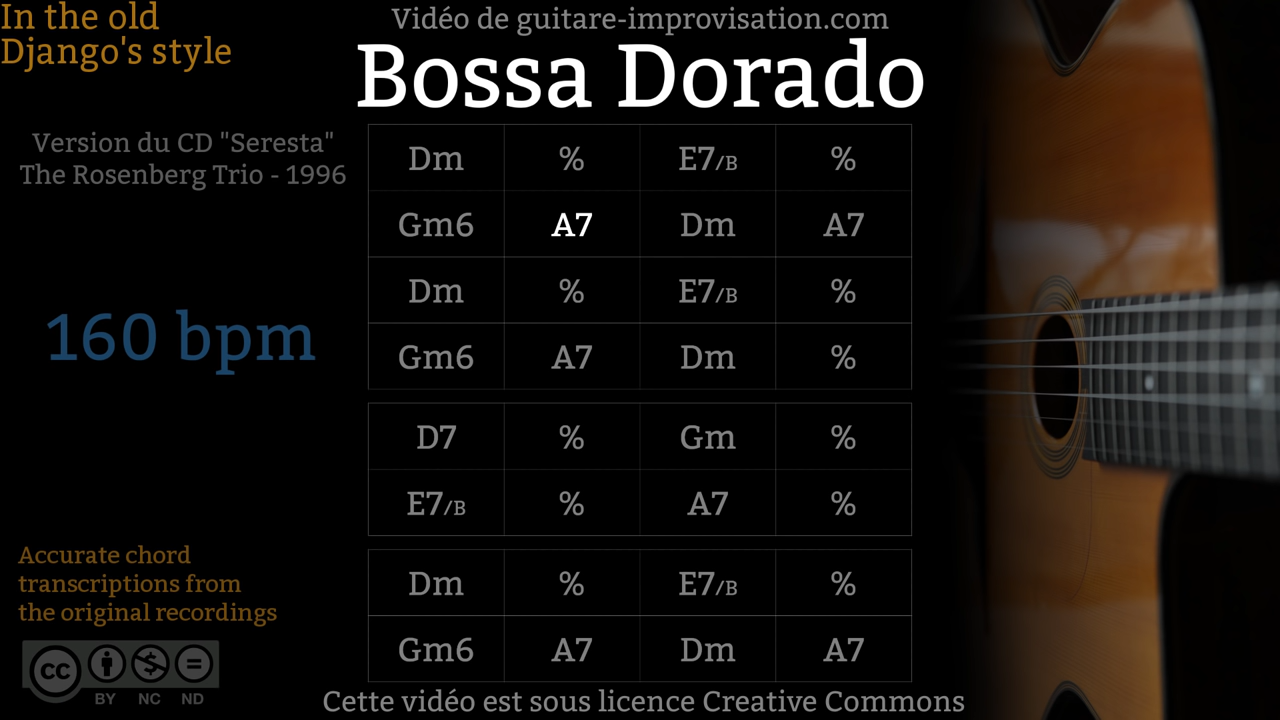 In the old
Django's style
Vidéo de guitare-improvisation.com
Bossa Dorado
Version du CD "Seresta"
The Rosenberg Trio - 1996
160 bpm
Dm % E7/B %
Gm6 A7 Dm A7
Dm % E7/B %
Gm6 A7 Dm %
D7 % Gm %
E7/B % A7 %
Dm % E7/B %
Gm6 A7 Dm A7
Accurate chord
transcriptions from
the original recordings
cc
BY NC ND
Cette vidéo est sous licence Creative Commons